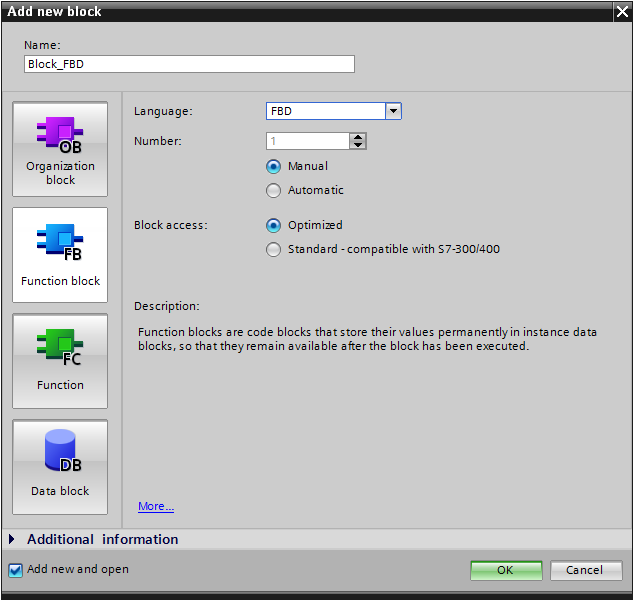 Add new block
Name:
Block_FBD
OB
Organization
block
FB
Function block
FC
Function
DB
Data block
Language:
FBD
Number:
1
Manual
Automatic
Block access:
Optimized
Standard - compatible with S7-300/400
Description:
Function blocks are code blocks that store their values permanently in instance data
blocks, so that they remain available after the block has been executed.
More...
Additional information
Add new and open
OK
Cancel